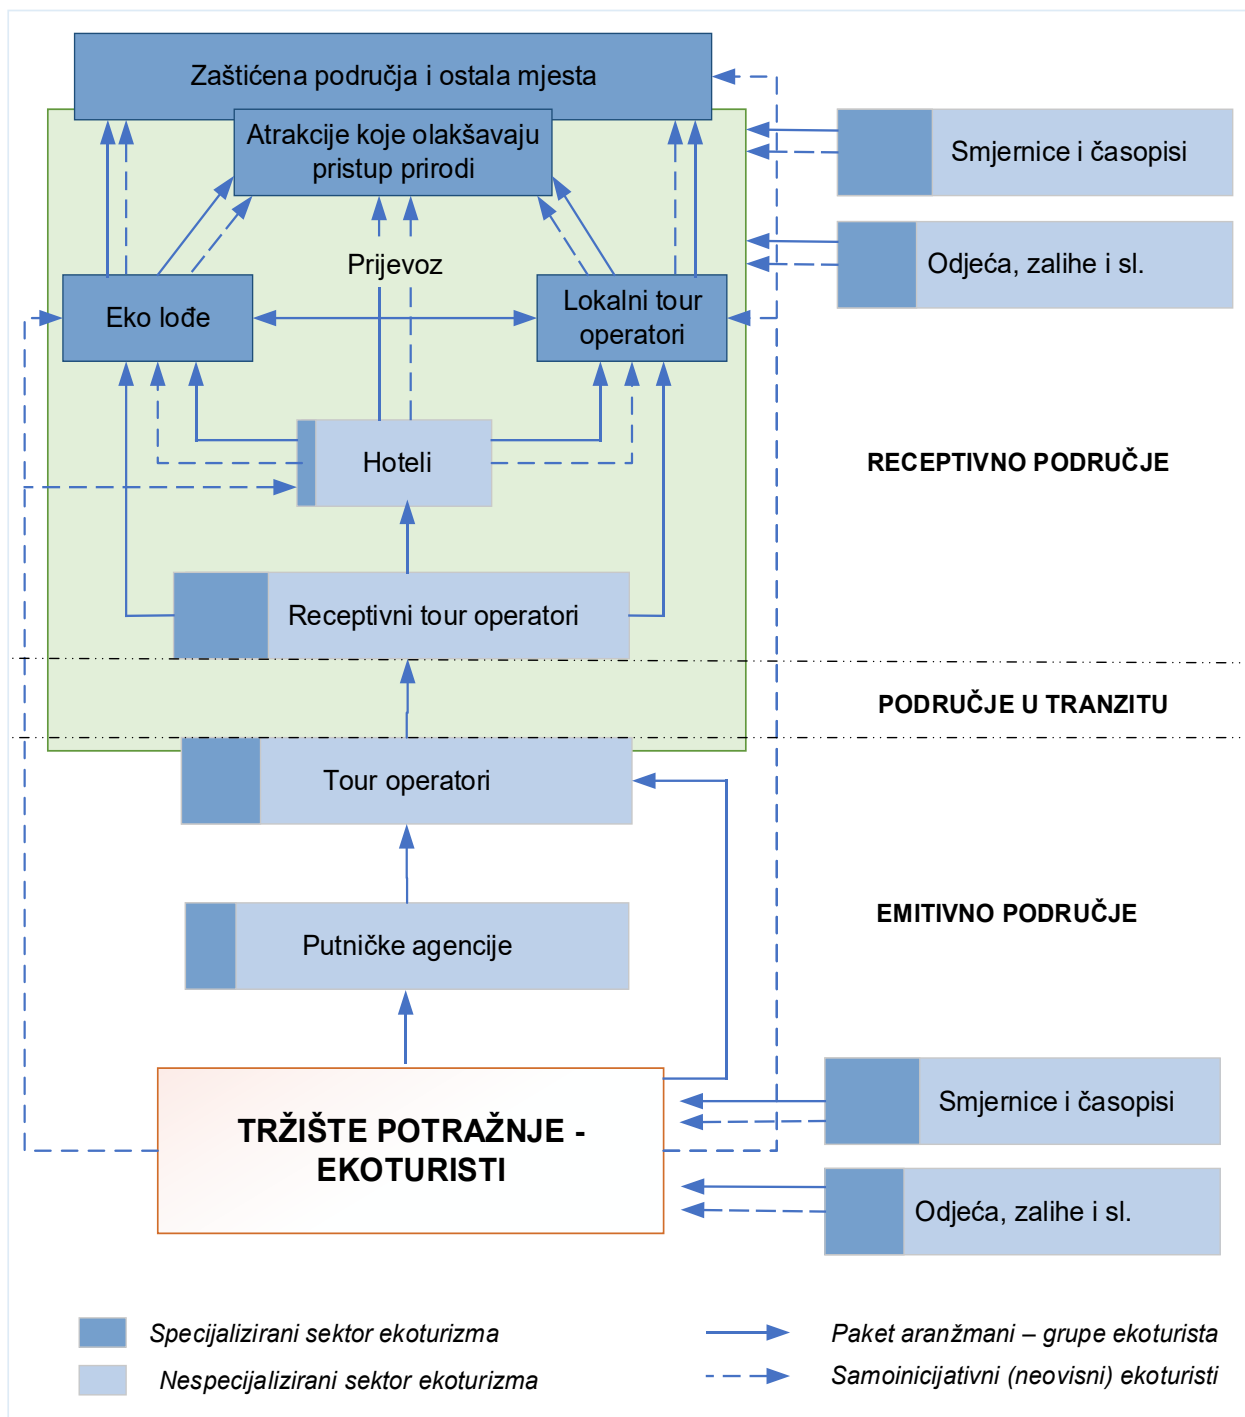 Zaštićena područja i ostala mjesta
Atrakcije koje olakšavaju
pristup prirodi
Smjernice i časopisi
Odjeća, zalihe i sl.
Prijevoz
Eko lođe
Lokalni tour
operatori
Hoteli
RECEPTIVNO PODRUČJE
Receptivni tour operatori
PODRUČJE U TRANZITU
Tour operatori
EMITIVNO PODRUČJE
Putničke agencije
TRŽIŠTE POTRAŽNJE -
EKOTURISTI
Smjernice i časopisi
Odjeća, zalihe i sl.
Specijalizirani sektor ekoturizma
Nespecijalizirani sektor ekoturizma
Paket aranžmani – grupe ekoturista
Samoinicijativni (neovisni) ekoturisti